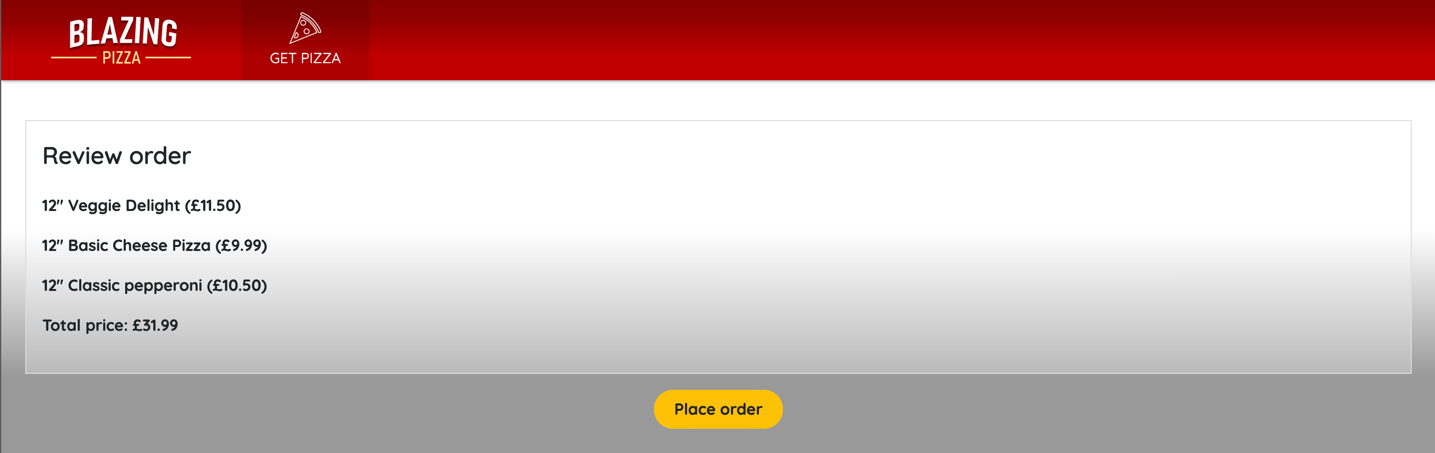 BLAZING
PIZZA
GET PIZZA
Review order
12" Veggie Delight (£11.50)
12" Basic Cheese Pizza (£9.99)
12" Classic pepperoni (£10.50)
Total price: £31.99
Place order